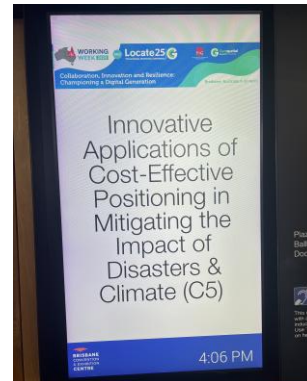 WORKING
WEEK
Locate25
Collaboration, Innovation and Resilience:
Championing a Digital Generation
Innovative
Applications of
Cost-Effective
Positioning in
Mitigating the
Impact of
Disasters &
Climate (C5)
BRISBANE
CONVENTION
& EXHIBITION
CENTRE
4:06 PM